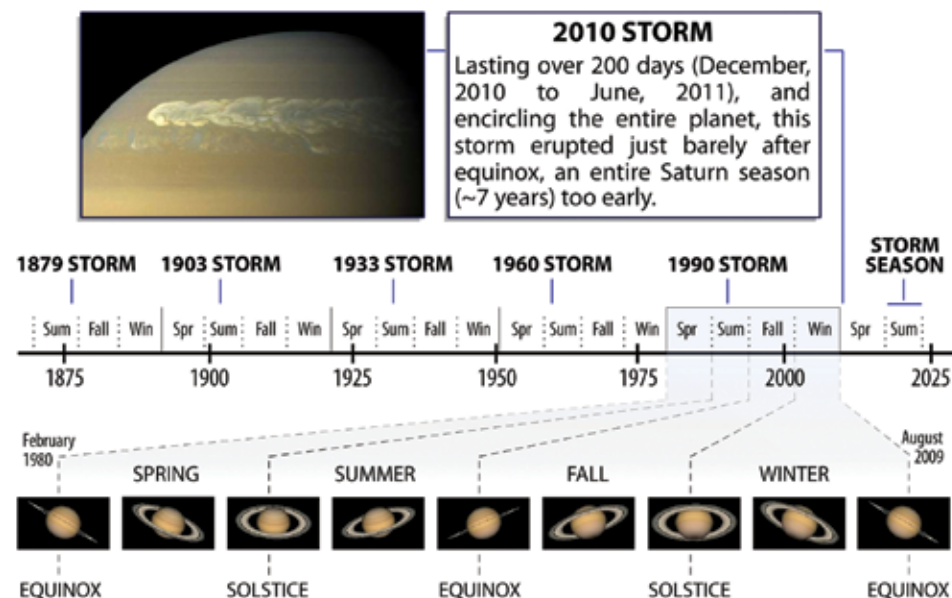 2010 STORM
Lasting over 200 days (December,
2010 to June, 2011), and
encircling the entire planet, this
storm erupted just barely after
equinox, an entire Saturn season
(~7 years) too early.
1879 STORM 1903 STORM 1933 STORM 1960 STORM 1990 STORM STORM
SEASON
Sum Fall Win Spr Sum Fall Win Spr Sum Fall Win Spr Sum Fall Win Spr Sum Fall Win Spr Sum
1875 1900 1925 1950 1975 2000 2025
February
1980
August
2009
SPRING SUMMER FALL WINTER
EQUINOX SOLSTICE EQUINOX SOLSTICE EQUINOX